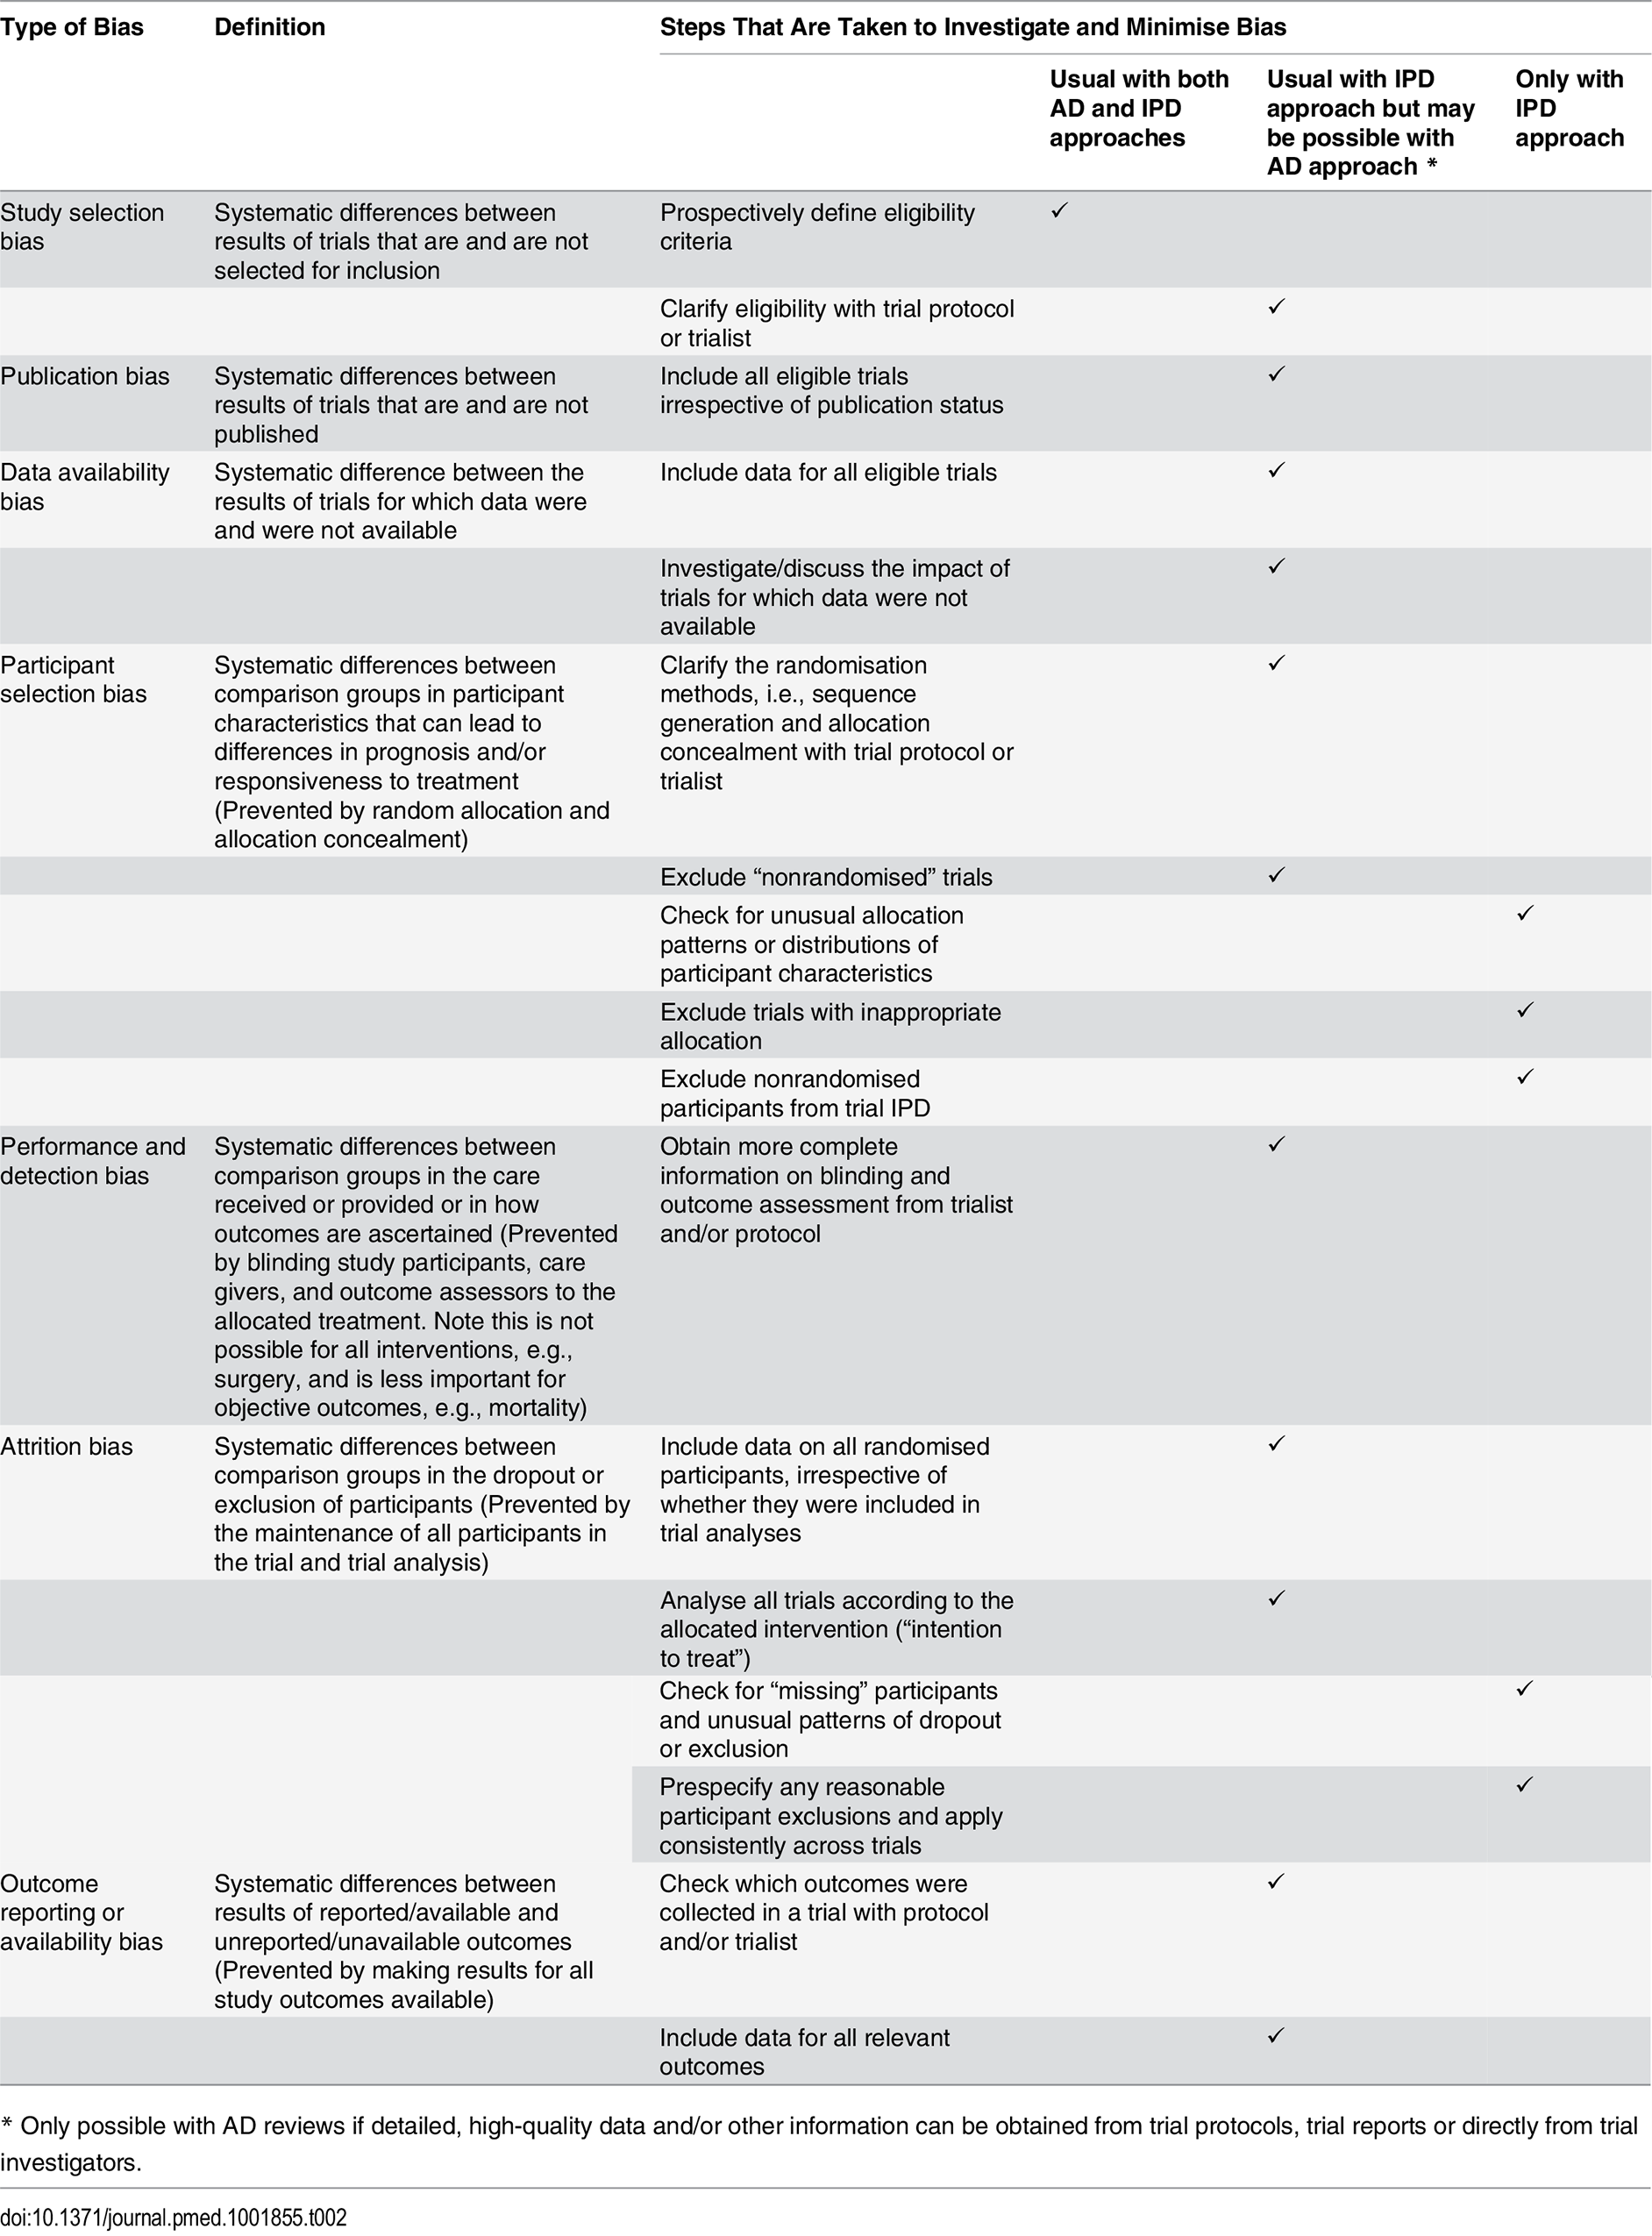 Type of Bias Definition Steps That Are Taken to Investigate and Minimise Bias
Usual with both AD and IPD approaches
Usual with IPD approach but may be possible with AD approach *
Only with IPD approach
Study selection
bias
Systematic differences between
results of trials that are and are not
selected for inclusion
Prospectively define eligibility
criteria
✓
Clarify eligibility with trial protocol
or trialist
✓
Publication bias
Systematic differences between
results of trials that are and are not
published
Include all eligible trials
irrespective of publication status
✓
Data availability
bias
Systematic difference between the
results of trials for which data were
and were not available
Include data for all eligible trials
✓
Investigate/discuss the impact of
trials for which data were not
available
✓
Participant
selection bias
Systematic differences between
comparison groups in participant
characteristics that can lead to
differences in prognosis and/or
responsiveness to treatment
(Prevented by random allocation and
allocation concealment)
Clarify the randomisation
methods, i.e., sequence
generation and allocation
concealment with trial protocol or
trialist
✓
Exclude “nonrandomised” trials
✓
Check for unusual allocation
patterns or distributions of
participant characteristics
✓
Exclude trials with inappropriate
allocation
✓
Exclude nonrandomised
participants from trial IPD
✓
Performance and
detection bias
Systematic differences between
comparison groups in the care
received or provided or in how
outcomes are ascertained (Prevented
by blinding study participants, care
givers, and outcome assessors to the
allocated treatment. Note this is not
possible for all interventions, e.g.,
surgery, and is less important for
objective outcomes, e.g., mortality)
Obtain more complete
information on blinding and
outcome assessment from trialist
and/or protocol
✓
Attrition bias
Systematic differences between
comparison groups in the dropout or
exclusion of participants (Prevented by
the maintenance of all participants in
the trial and trial analysis)
Include data on all randomised
participants, irrespective of
whether they were included in
trial analyses
✓
Analyse all trials according to the
allocated intervention (“intention
to treat”)
✓
Check for “missing” participants
and unusual patterns of dropout
or exclusion
✓
Prespecify any reasonable
participant exclusions and apply
consistently across trials
✓
Outcome
reporting or
availability bias
Systematic differences between
results of reported/available and
unreported/unavailable outcomes
(Prevented by making results for all
study outcomes available)
Check which outcomes were
collected in a trial with protocol
and/or trialist
✓
Include data for all relevant
outcomes
✓
* Only possible with AD reviews if detailed, high-quality data and/or other information can be obtained from trial protocols, trial reports or directly from trial
investigators.
doi:10.1371/journal.pmed.1001855.t002